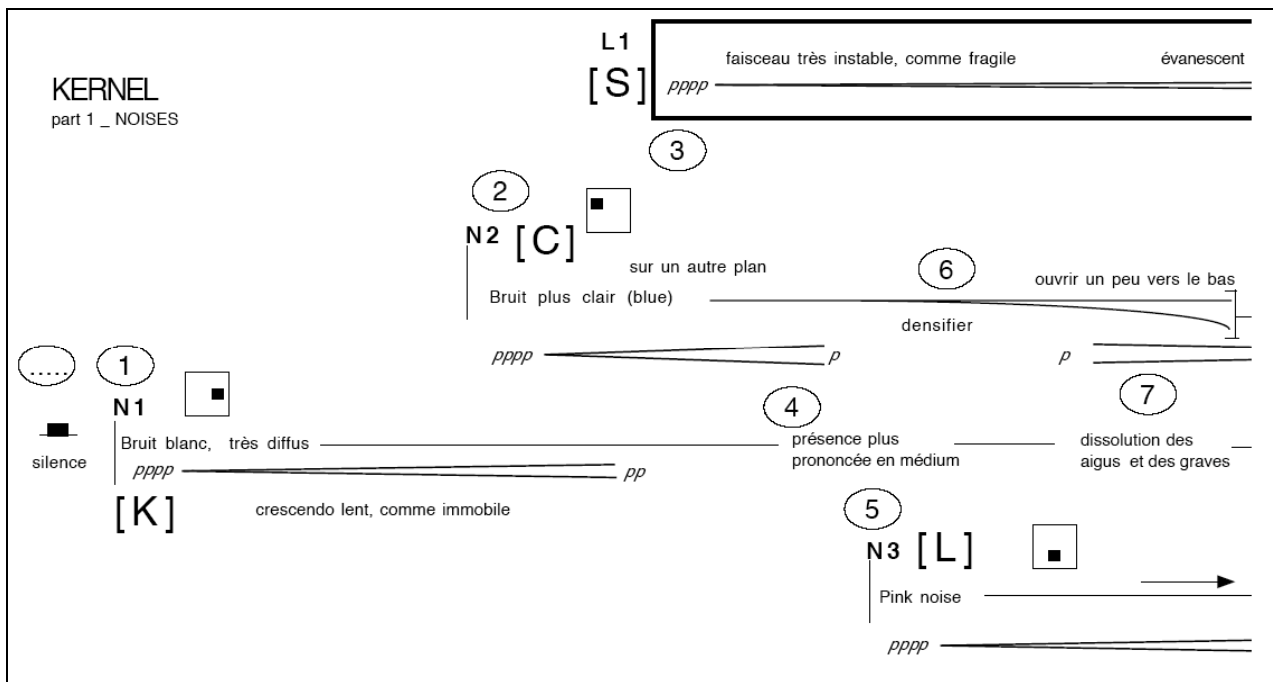 L1
[S]
faisceau très instable, comme fragile
évanescent
pppp
KERNEL
part 1 _ NOISES
3
2
N2 [C]
sur un autre plan
6
ouvrir un peu vers le bas
Bruit plus clair (blue)
densifier
pppp
p
p
.....
1
7
N1
4
Bruit blanc, très diffus
présence plus
prononcée en médium
dissolution des
aigus et des graves
silence
pppp
pp
[K]
crescendo lent, comme immobile
5
N3 [L]
Pink noise
pppp